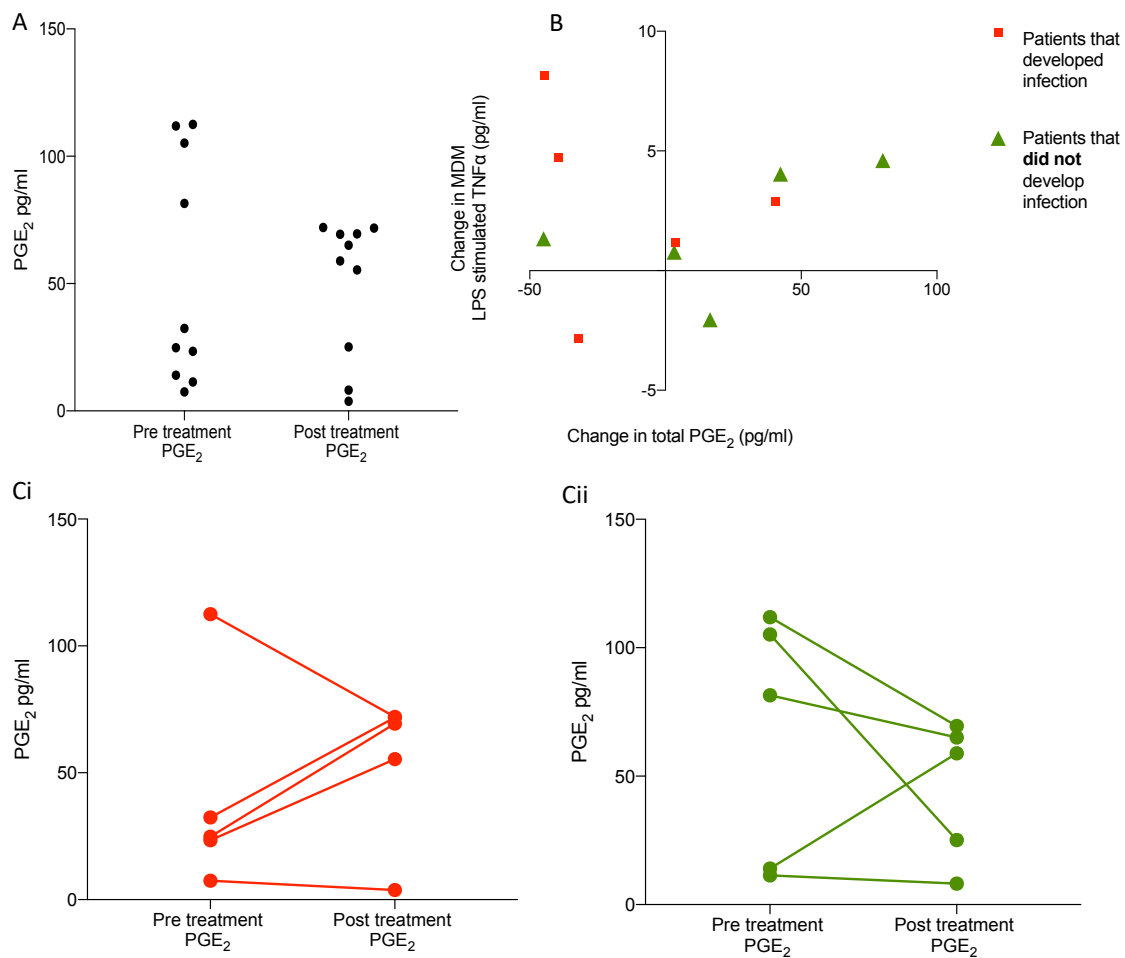 A
150
100
50
0
PGE₂ pg/ml
Pre treatment
PGE₂
Post treatment
PGE₂
B
10
5
-5
-50
50
100
Change in MDM
LPS stimulated TNFα (pg/ml)
Change in total PGE₂ (pg/ml)
Patients that
developed
infection
Patients that
did not
develop
infection
Ci
150
100
50
0
PGE₂ pg/ml
Pre treatment
PGE₂
Post treatment
PGE₂
Cii
150
100
50
0
PGE₂ pg/ml
Pre treatment
PGE₂
Post treatment
PGE₂